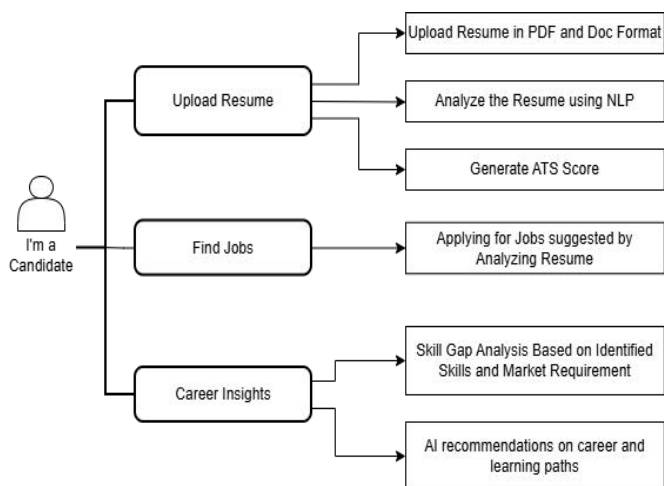 Upload Resume in PDF and Doc Format
Upload Resume
Analyze the Resume using NLP
Generate ATS Score
I'm a
Candidate
Find Jobs
Applying for Jobs suggested by
Analyzing Resume
Skill Gap Analysis Based on Identified
Skills and Market Requirement
Career Insights
AI recommendations on career and
learning paths